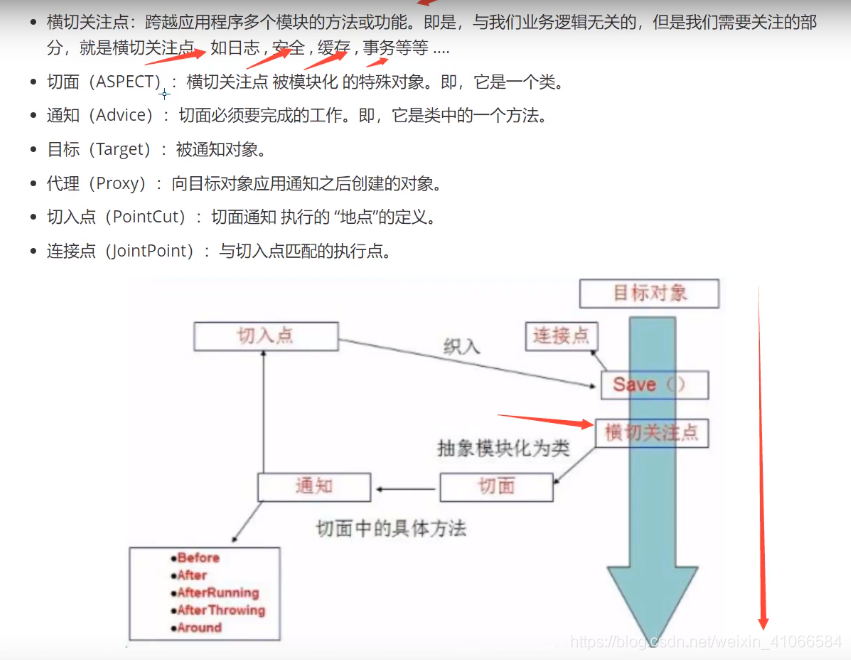 横切关注点：跨越应用程序多个模块的方法或功能。即是，与我们业务逻辑无关的，但是我们需要关注的部
分，就是横切关注点。如日志 , 安全 , 缓存 , 事务等等 ....
切面（ASPECT）：横切关注点 被模块化 的特殊对象。即，它是一个类。
通知（Advice）：切面必须要完成的工作。即，它是类中的一个方法。
目标（Target）：被通知对象。
代理（Proxy）：向目标对象应用通知之后创建的对象。
切入点（PointCut）：切面通知 执行的 “地点”的定义。
连接点（JointPoint）：与切入点匹配的执行点。
目标对象
切入点
织入
连接点
Save（）
横切关注点
抽象模块化为类
通知
切面
切面中的具体方法
●Before
●After
●AfterRunning
●AfterThrowing
●Around
https://blog.csdn.net/weixin_41066584